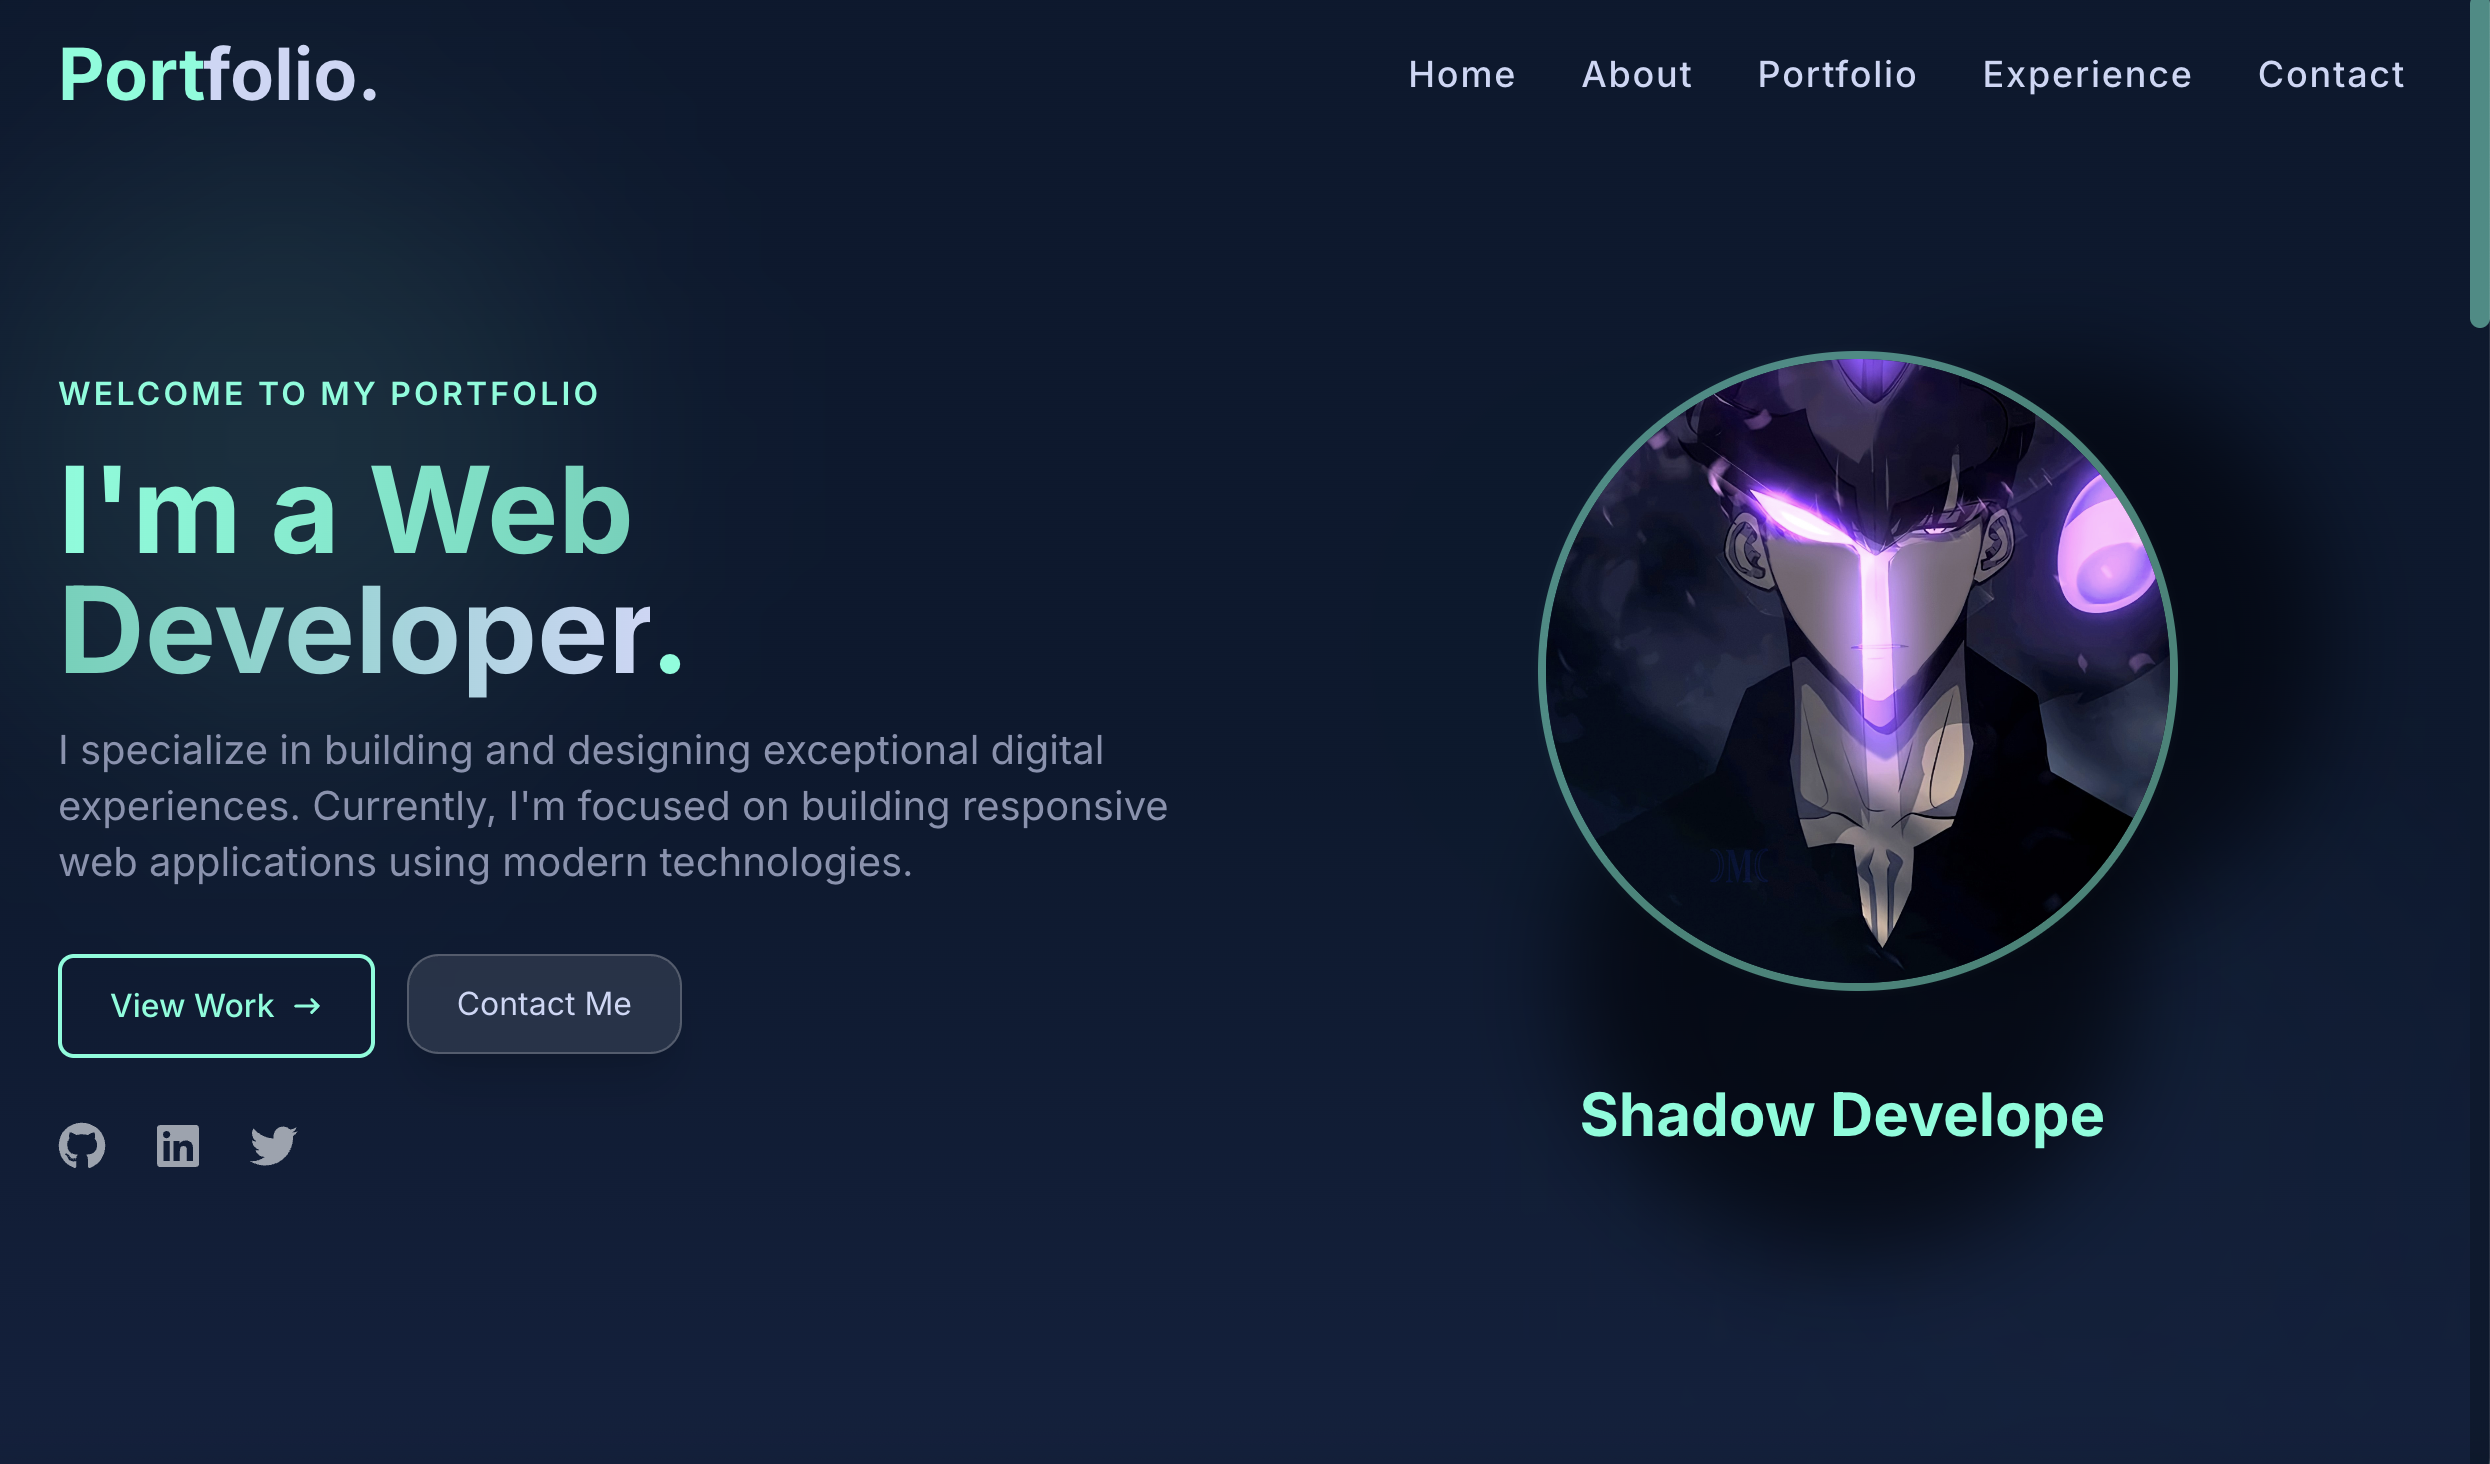 Portfolio.
Home About Portfolio Experience Contact
WELCOME TO MY PORTFOLIO
I'm a Web
Developer.
I specialize in building and designing exceptional digital
experiences. Currently, I'm focused on building responsive
web applications using modern technologies.
View Work →
Contact Me
in
Shadow Develope